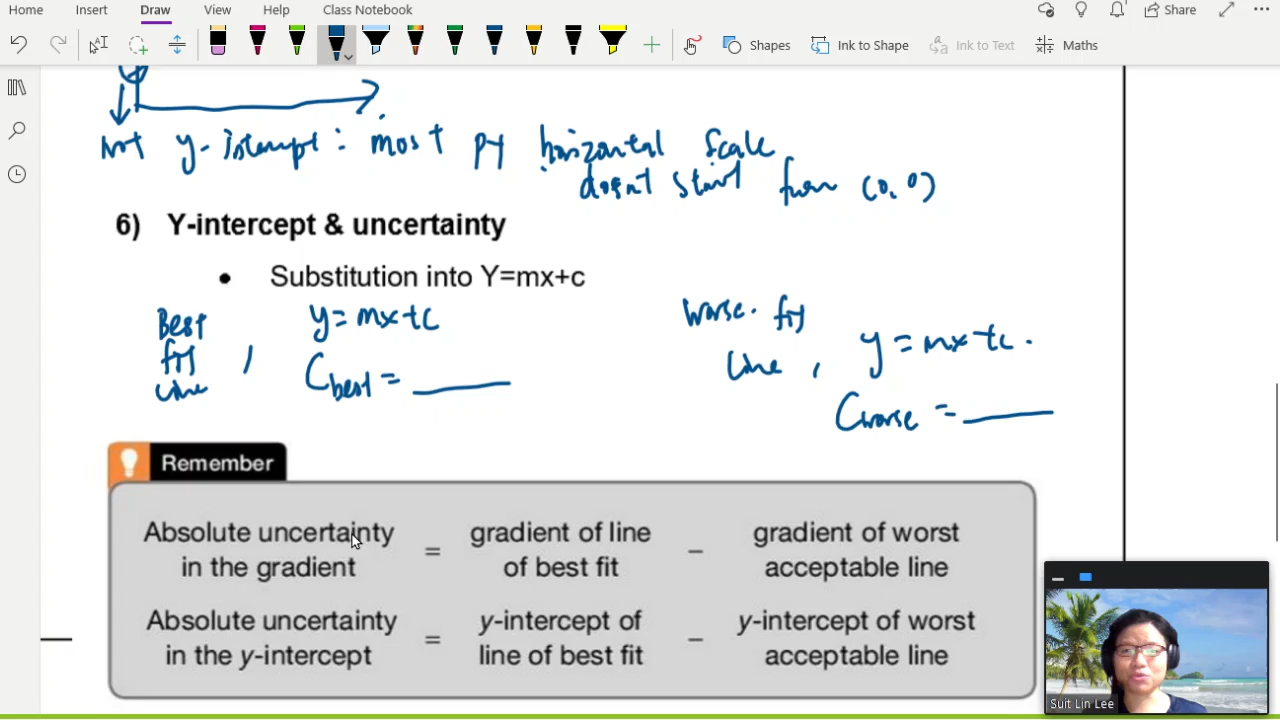 Home Insert Draw View Help Class Notebook Share
Shapes Ink to Shape Ink to Text Maths
Not y-intercept: most horizontal scale
doesnt start from (0,0)
6) Y-intercept & uncertainty
• Substitution into Y=mx+c
Best fit line, y=mx+c
Cbest = ____
Worse fit line, y=mx+c.
Cworse = ____
Remember
Absolute uncertainty in the gradient = gradient of line of best fit – gradient of worst acceptable line
Absolute uncertainty in the y-intercept = y-intercept of line of best fit – y-intercept of worst acceptable line
Suit Lin Lee